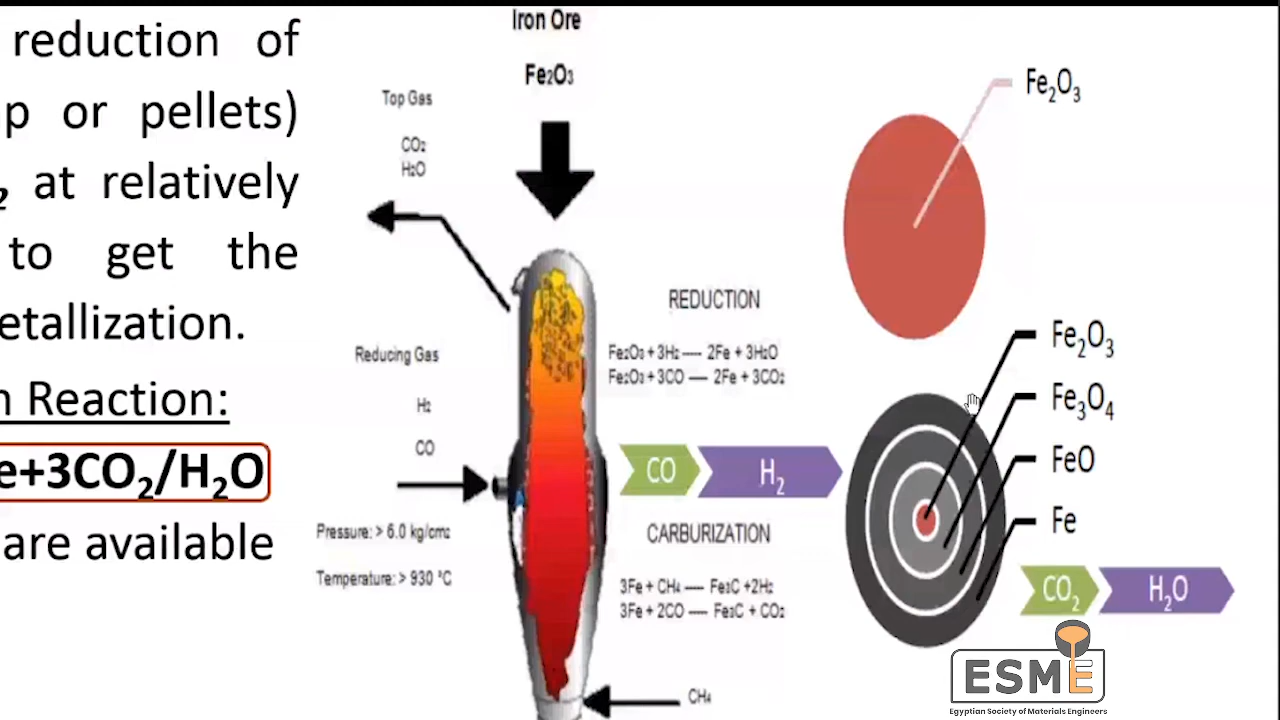 reduction of
p or pellets)
₂ at relatively
to get the
etallization.
n Reaction:
e+3CO₂/H₂O
are available
Iron Ore
Fe₂O₃
Top Gas
CO₂
H₂O
Reducing Gas
H₂
CO
Pressure: > 6.0 kg/cm₂
Temperature: > 930 °C
REDUCTION
Fe₂O₃ + 3H₂ ---- 2Fe + 3H₂O
Fe₂O₃ + 3CO ---- 2Fe + 3CO₂
CO
H₂
CARBURIZATION
3Fe + CH₄ ---- Fe₃C +2H₂
3Fe + 2CO ---- Fe₃C + CO₂
CH₄
Fe₂O₃
Fe₂O₃
Fe₃O₄
FeO
Fe
CO₂
H₂O
ESME
Egyptian Society of Materials Engineers